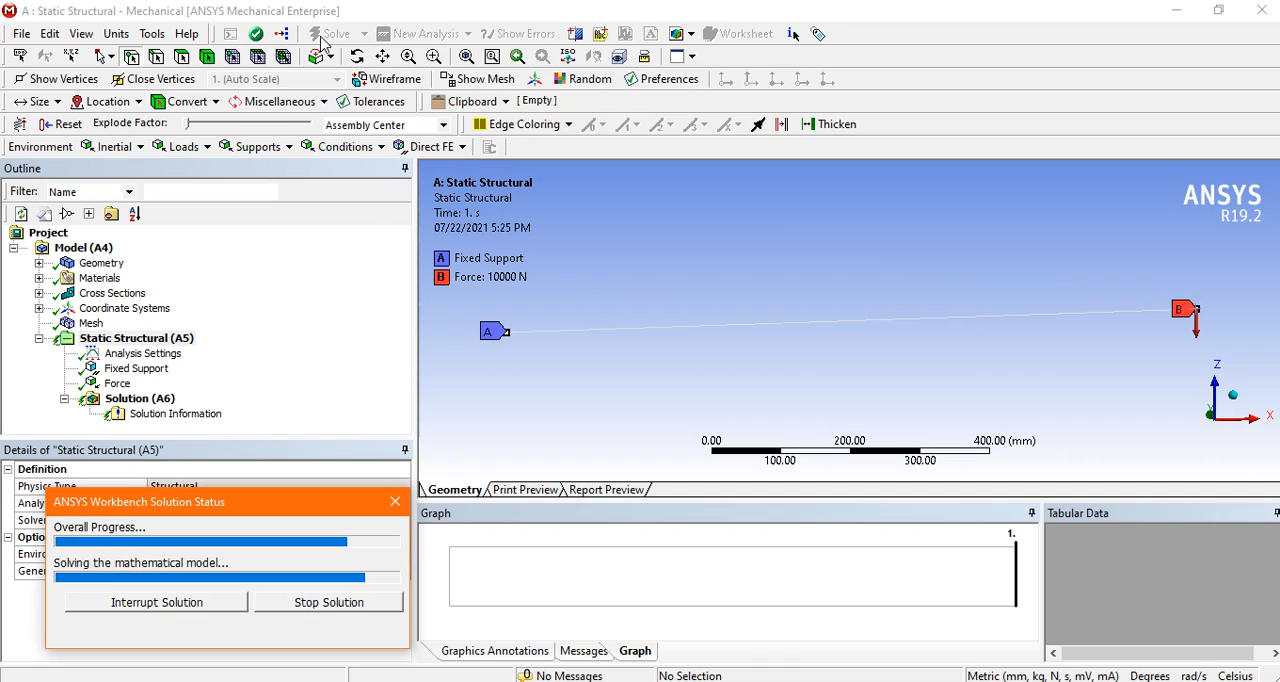 A : Static Structural - Mechanical [ANSYS Mechanical Enterprise]
File Edit View Units Tools Help Solve New Analysis ?/ Show Errors Worksheet
Show Vertices Close Vertices 1. (Auto Scale) Wireframe Show Mesh Random Preferences
Size Location Convert Miscellaneous Tolerances Clipboard [ Empty ]
Reset Explode Factor: Assembly Center Edge Coloring Thicken
Environment Inertial Loads Supports Conditions Direct FE
Outline
Filter: Name
Project
Model (A4)
Geometry
Materials
Cross Sections
Coordinate Systems
Mesh
Static Structural (A5)
Analysis Settings
Fixed Support
Force
Solution (A6)
Solution Information
A: Static Structural
Static Structural
Time: 1. s
07/22/2021 5:25 PM
A Fixed Support
B Force: 10000 N
ANSYS
R19.2
A
B
Z
X
0.00 200.00 400.00 (mm)
100.00 300.00
Geometry Print Preview Report Preview
Details of "Static Structural (A5)"
Definition
Physics Type Structural
Analy
Solve
Optio
Enviro
Gener
ANSYS Workbench Solution Status
Overall Progress...
Solving the mathematical model...
Interrupt Solution Stop Solution
Graph
1.
Tabular Data
Graphics Annotations Messages Graph
No Messages No Selection Metric (mm, kg, N, s, mV, mA) Degrees rad/s Celsius